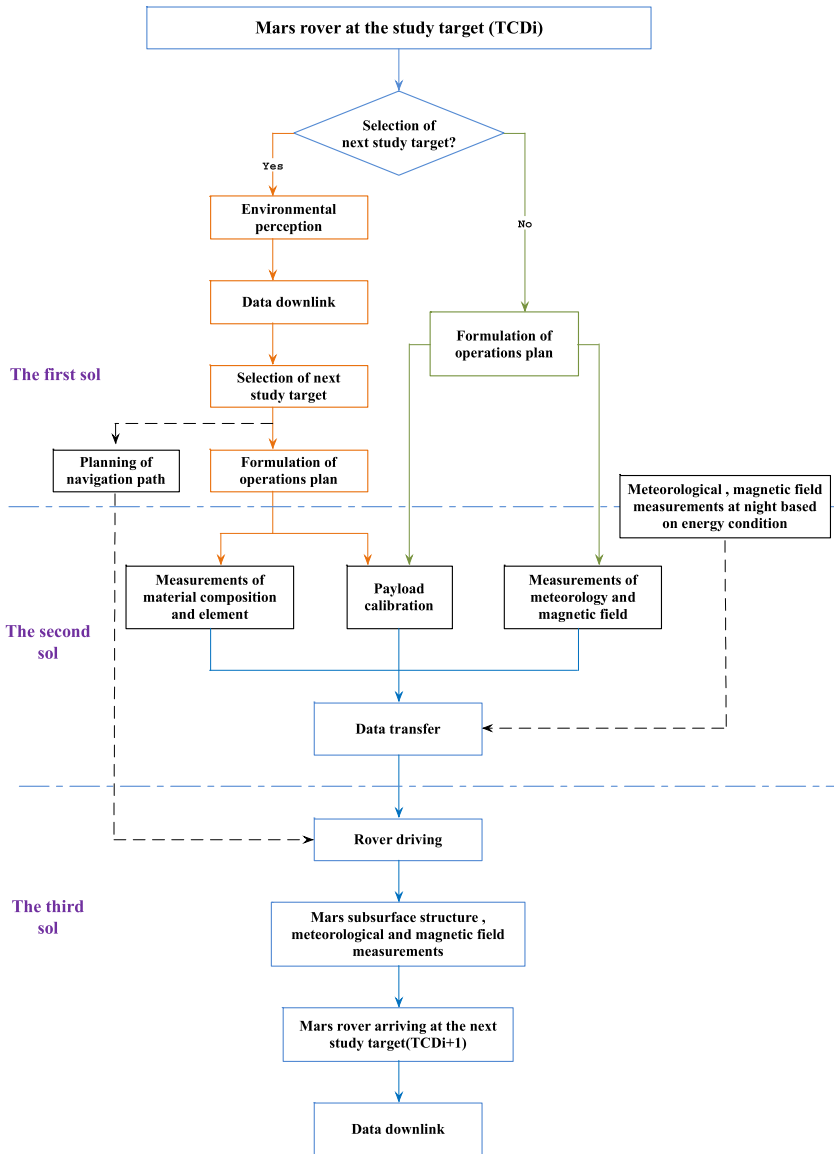 Mars rover at the study target (TCDi)
Selection of
next study target?
Yes
No
Environmental
perception
Data downlink
Formulation of
operations plan
The first sol
Selection of next
study target
Planning of
navigation path
Formulation of
operations plan
Meteorological , magnetic field
measurements at night based
on energy condition
Measurements of
material composition
and element
Payload
calibration
Measurements of
meteorology and
magnetic field
The second
sol
Data transfer
Rover driving
The third
sol
Mars subsurface structure ,
meteorological and magnetic field
measurements
Mars rover arriving at the next
study target(TCDi+1)
Data downlink